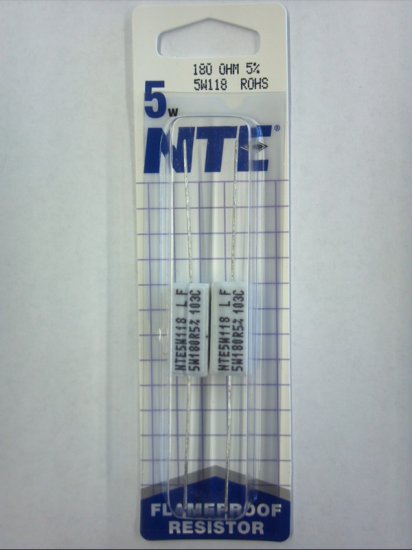 180 OHM 5%
5W118 ROHS
5w
NTE®
NTE5W118 LF
5W180R5% 103C
NTE5W118 LF
5W180R5% 103C
FLAMEPROOF
RESISTOR